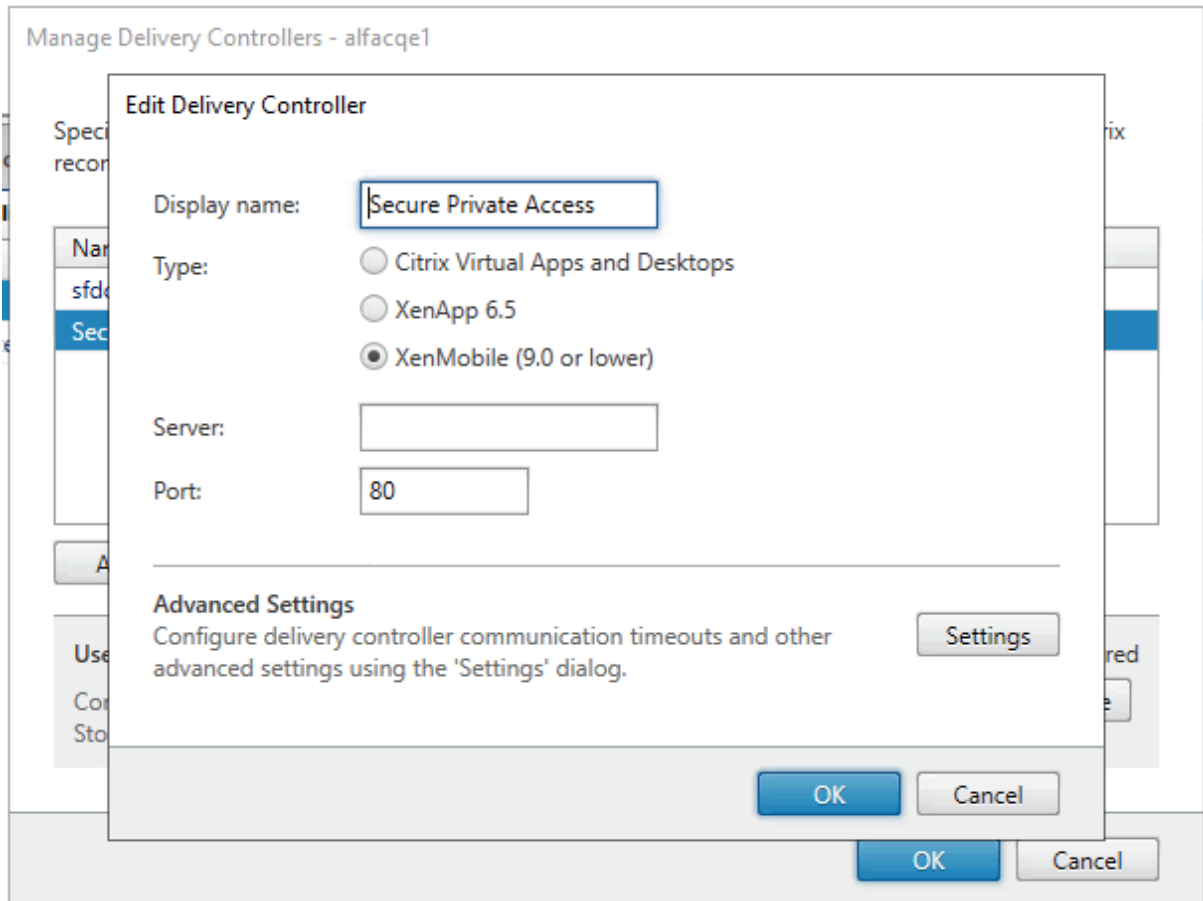 Manage Delivery Controllers - alfacqe1
Edit Delivery Controller
Display name: Secure Private Access
Type:
Citrix Virtual Apps and Desktops
XenApp 6.5
XenMobile (9.0 or lower)
Server:
Port: 80
Advanced Settings
Configure delivery controller communication timeouts and other
advanced settings using the 'Settings' dialog.
Settings
OK
Cancel
OK
Cancel